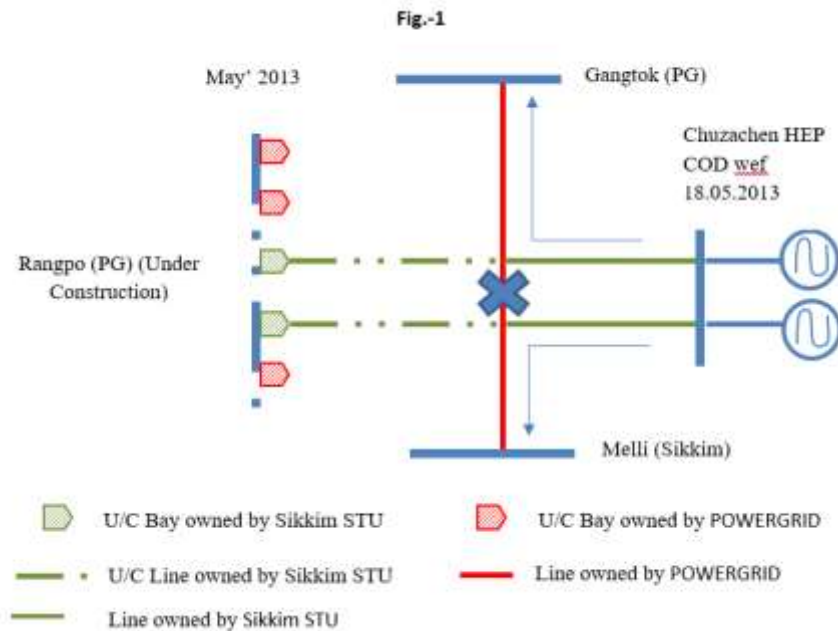 Fig.-1
May’ 2013
Gangtok (PG)
Chuzachen HEP
COD wef
18.05.2013
Rangpo (PG) (Under
Construction)
Melli (Sikkim)
U/C Bay owned by Sikkim STU
U/C Bay owned by POWERGRID
U/C Line owned by Sikkim STU
Line owned by POWERGRID
Line owned by Sikkim STU